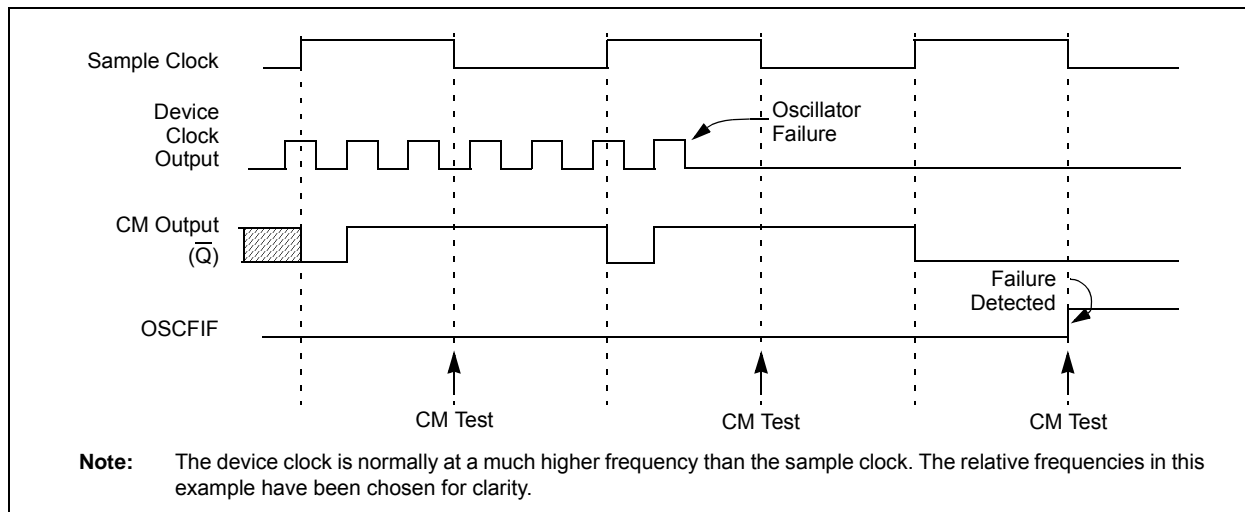 Sample Clock
Device
Clock
Output
Oscillator
Failure
CM Output
(Q̅)
Failure
Detected
OSCFIF
CM Test
CM Test
CM Test
Note: The device clock is normally at a much higher frequency than the sample clock. The relative frequencies in this
example have been chosen for clarity.